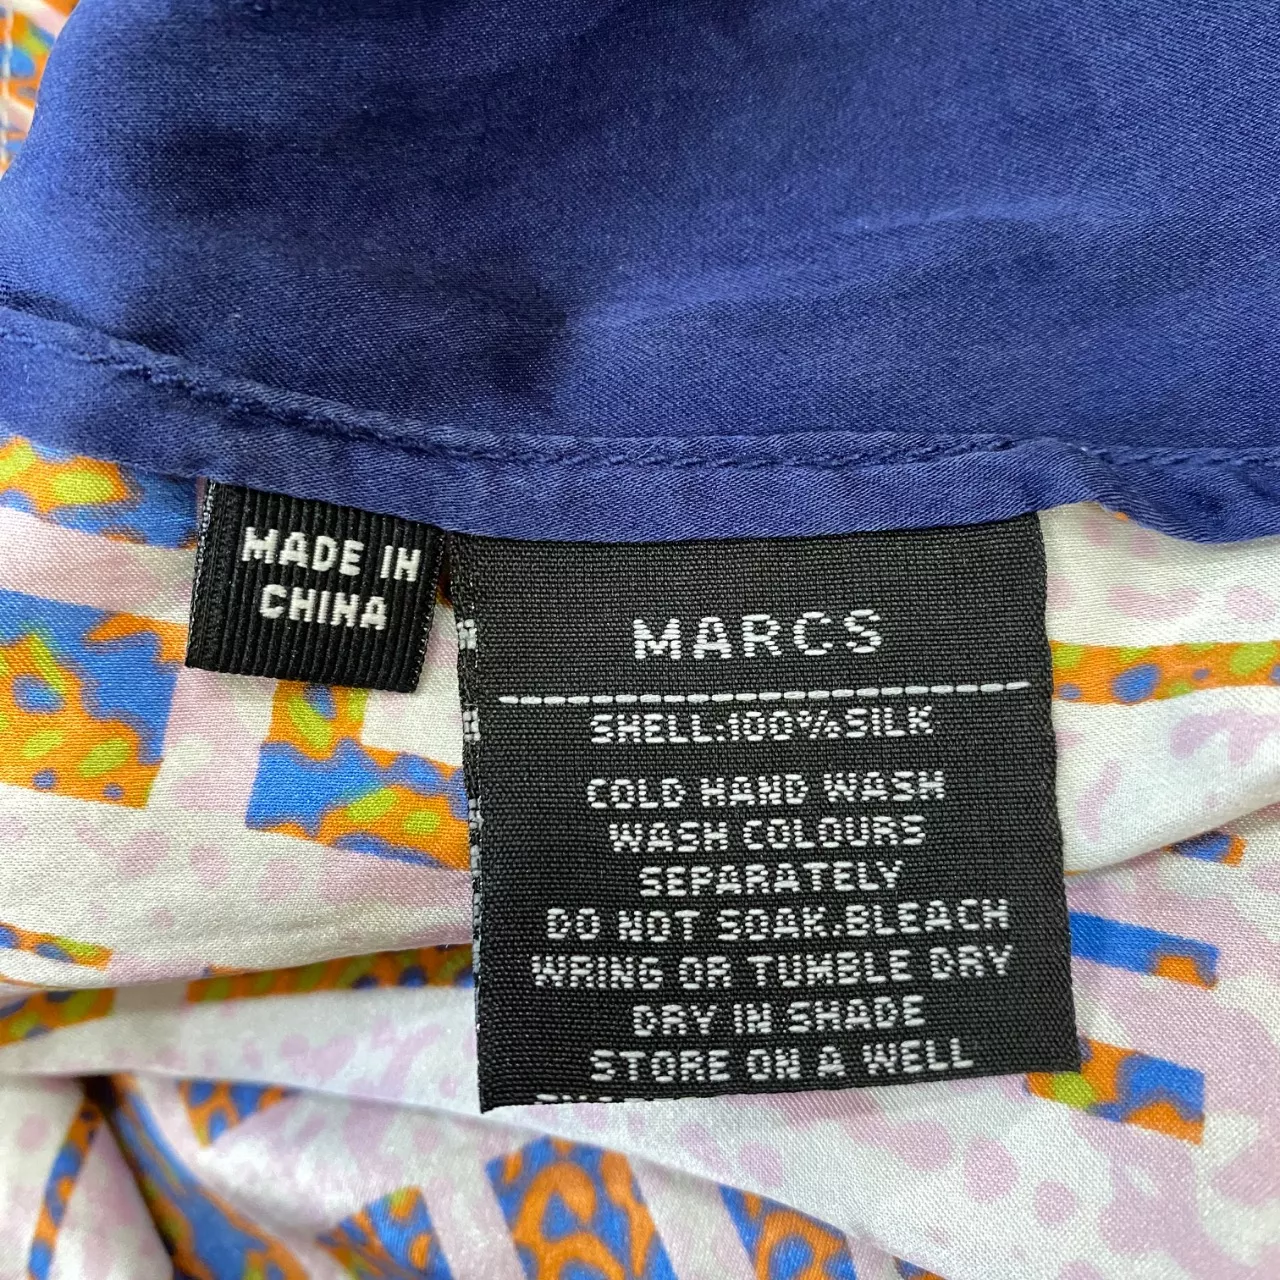 MADE IN
CHINA
MARCS
SHELL:100%SILK
COLD HAND WASH
WASH COLOURS
SEPARATELY
DO NOT SOAK.BLEACH
WRING OR TUMBLE DRY
DRY IN SHADE
STORE ON A WELL